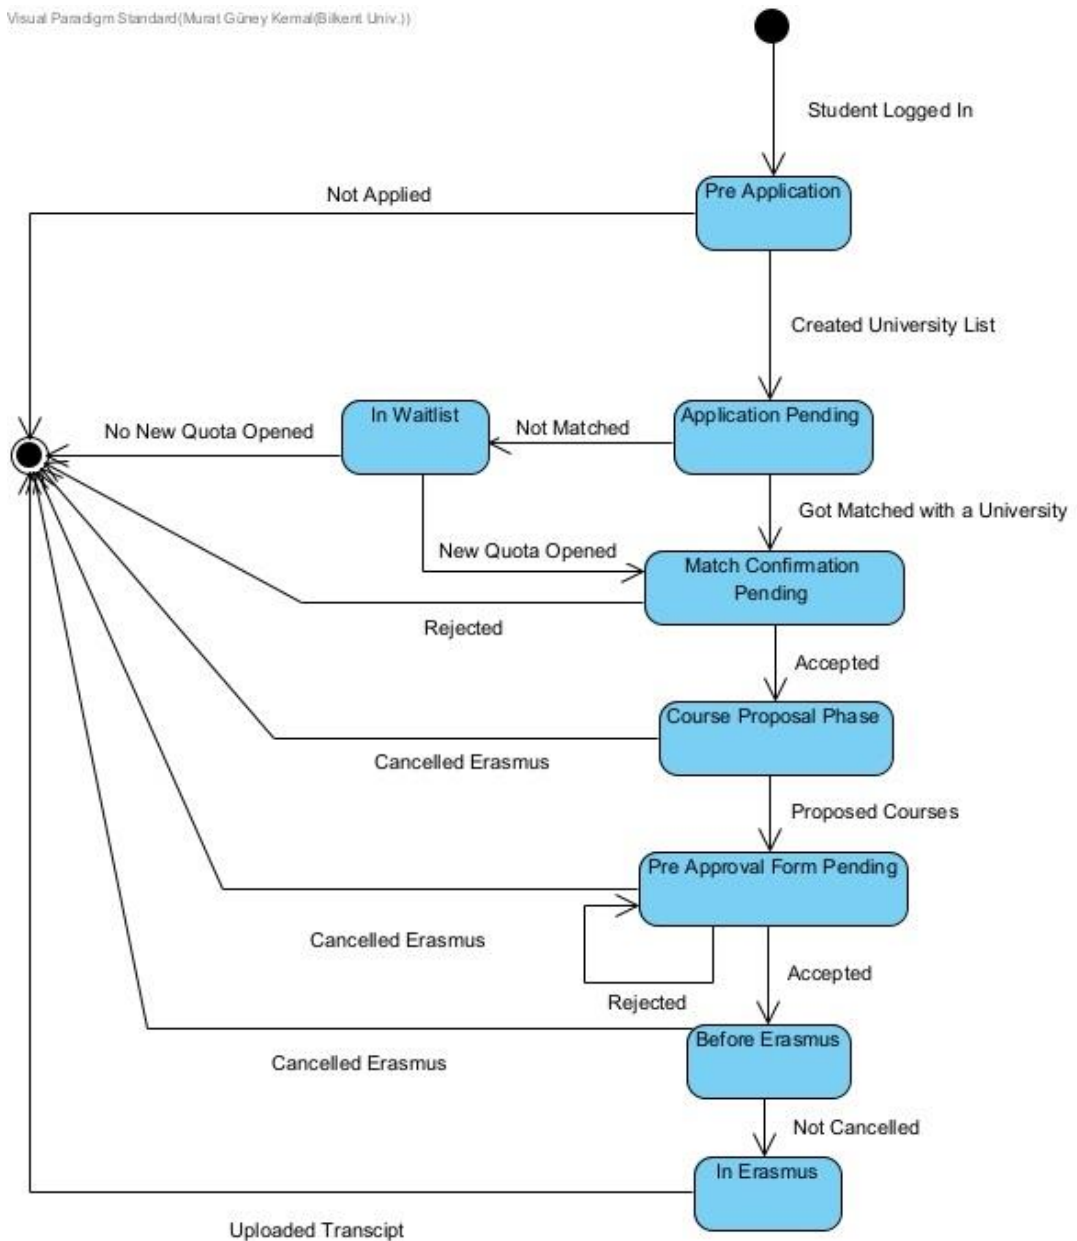 Visual Paradigm Standard(Murat Güney Kemal(Bilkent Univ.))
Student Logged In
Pre Application
Not Applied
Created University List
In Waitlist
Application Pending
No New Quota Opened
Not Matched
Got Matched with a University
New Quota Opened
Match Confirmation
Pending
Rejected
Accepted
Course Proposal Phase
Cancelled Erasmus
Proposed Courses
Pre Approval Form Pending
Cancelled Erasmus
Accepted
Rejected
Before Erasmus
Cancelled Erasmus
Not Cancelled
In Erasmus
Uploaded Transcipt